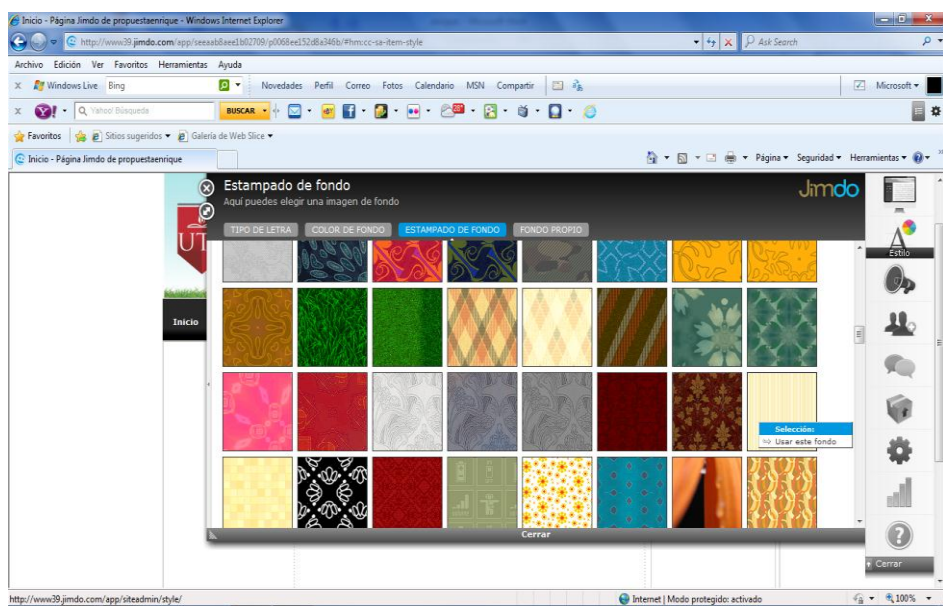 Inicio - Página Jimdo de propuestaenrique - Windows Internet Explorer
http://www39.jimdo.com/app/seeaab8aee1b02709/p0068ee152d8a346b/#hm:cc-sa-item-style
Ask Search
Archivo Edición Ver Favoritos Herramientas Ayuda
x Windows Live Bing Novedades Perfil Correo Fotos Calendario MSN Compartir Microsoft
x Y! Yahoo! Búsqueda BUSCAR
Favoritos Sitios sugeridos Galería de Web Slice
Inicio - Página Jimdo de propuestaenrique Página Seguridad Herramientas
Estampado de fondo
Jimdo
Aquí puedes elegir una imagen de fondo
TIPO DE LETRA COLOR DE FONDO ESTAMPADO DE FONDO FONDO PROPIO
UT
Estilo
Inicio
Selección:
Usar este fondo
Cerrar
Cerrar
http://www39.jimdo.com/app/siteadmin/style/ Internet | Modo protegido: activado 100%